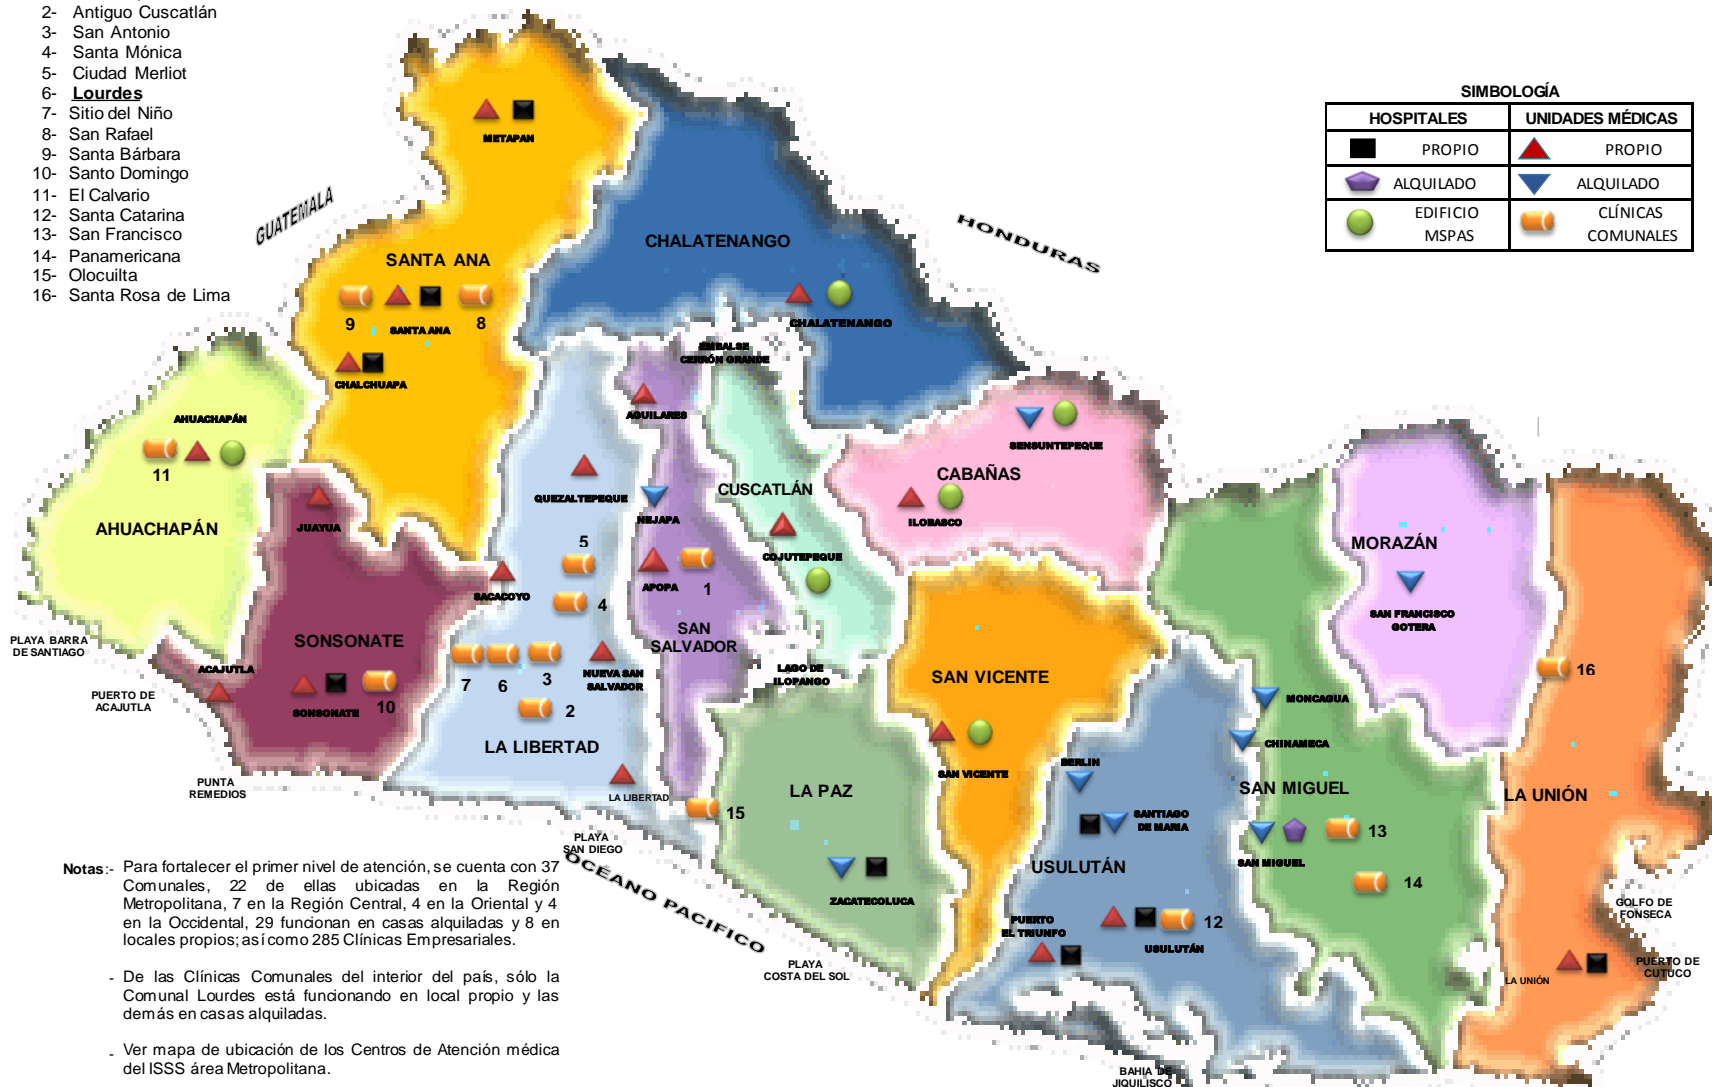 2- Antiguo Cuscatlán
3- San Antonio
4- Santa Mónica
5- Ciudad Merliot
6- Lourdes
7- Sitio del Niño
8- San Rafael
9- Santa Bárbara
10- Santo Domingo
11- El Calvario
12- Santa Catarina
13- San Francisco
14- Panamericana
15- Olocuilta
16- Santa Rosa de Lima
SIMBOLOGÍA
HOSPITALES UNIDADES MÉDICAS
PROPIO PROPIO
ALQUILADO ALQUILADO
EDIFICIO MSPAS
CLÍNICAS COMUNALES
GUATEMALA
HONDURAS
METAPAN
SANTA ANA
9
SANTA ANA
8
CHALCHUAPA
CHALATENANGO
CHALATENANGO
EMBALSE
CERRÓN GRANDE
AHUACHAPÁN
11
AHUACHAPÁN
JUAYUA
SONSONATE
ACAJUTLA
SONSONATE
10
PLAYA BARRA
DE SANTIAGO
PUERTO DE
ACAJUTLA
PUNTA
REMEDIOS
QUEZALTEPEQUE
5
4
SACACOYO
7
6
3
NUEVA SAN
SALVADOR
2
LA LIBERTAD
LA LIBERTAD
PLAYA
SAN DIEGO
AGUILARES
NEJAPA
APOPA
1
SAN
SALVADOR
CUSCATLÁN
COJUTEPEQUE
LAGO DE
ILOPANGO
SENSUNTEPEQUE
CABAÑAS
ILOBASCO
SAN VICENTE
SAN VICENTE
LA PAZ
15
ZACATECOLUCA
OCÉANO PACIFICO
PLAYA
COSTA DEL SOL
BERLIN
SANTIAGO
DE MARIA
USULUTÁN
PUERTO
EL TRIUNFO
USULUTÁN
12
BAHIA DE
JIQUILISCO
MONCAGUA
CHINAMECA
SAN MIGUEL
SAN MIGUEL
13
14
MORAZÁN
SAN FRANCISCO
GOTERA
16
LA UNIÓN
GOLFO DE
FONSECA
LA UNIÓN
PUERTO DE
CUTUCO
Notas:- Para fortalecer el primer nivel de atención, se cuenta con 37
Comunales, 22 de ellas ubicadas en la Región
Metropolitana, 7 en la Región Central, 4 en la Oriental y 4
en la Occidental, 29 funcionan en casas alquiladas y 8 en
locales propios; así como 285 Clínicas Empresariales.
- De las Clínicas Comunales del interior del país, sólo la
Comunal Lourdes está funcionando en local propio y las
demás en casas alquiladas.
- Ver mapa de ubicación de los Centros de Atención médica
del ISSS área Metropolitana.